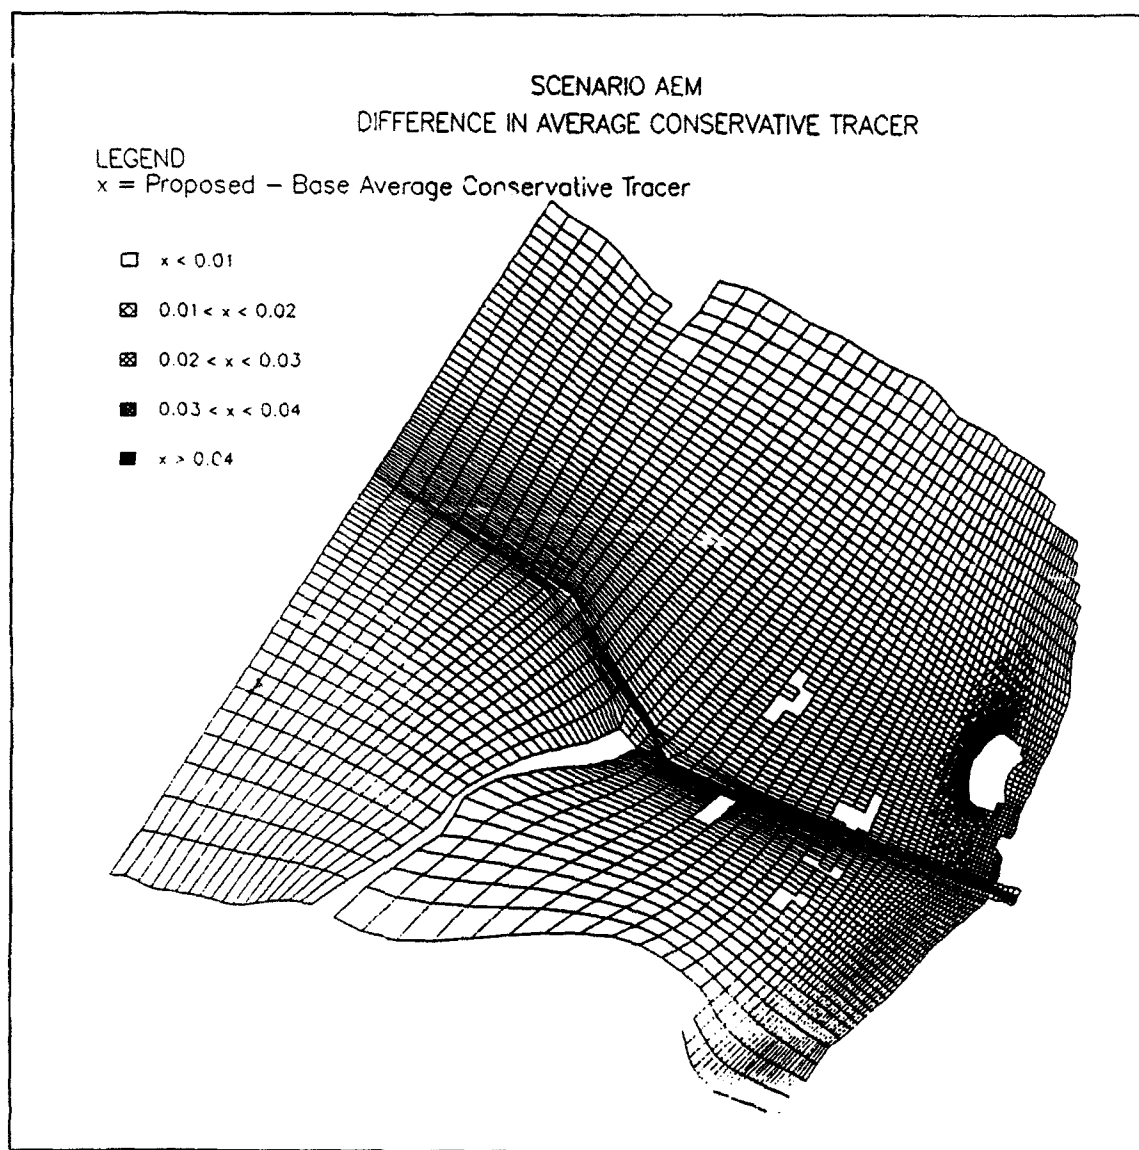 SCENARIO AEM
DIFFERENCE IN AVERAGE CONSERVATIVE TRACER
LEGEND
x = Proposed – Base Average Conservative Tracer
x < 0.01
0.01 < x < 0.02
0.02 < x < 0.03
0.03 < x < 0.04
x > 0.04